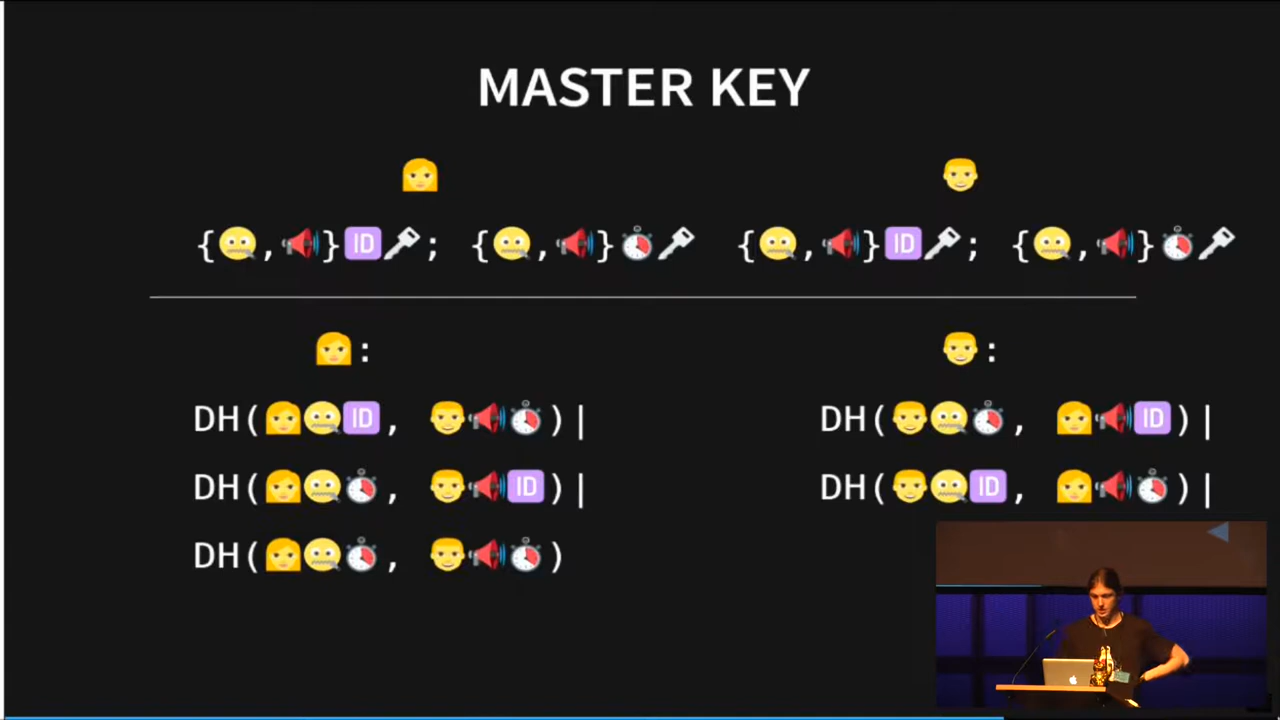 MASTER KEY
👩 👨
{🤐,📣}🆔🔑; {🤐,📣}⏱🔑 {🤐,📣}🆔🔑; {🤐,📣}⏱🔑
👩: 👨:
DH(👩🤐🆔, 👨📣⏱)| DH(👨🤐⏱, 👩📣🆔)|
DH(👩🤐⏱, 👨📣🆔)| DH(👨🤐🆔, 👩📣⏱)|
DH(👩🤐⏱, 👨📣⏱)